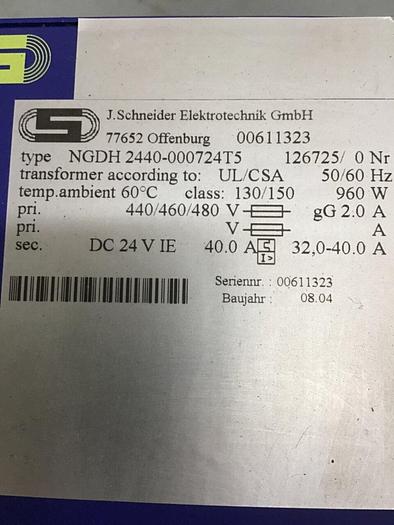 J.Schneider Elektrotechnik GmbH
77652 Offenburg 00611323
type NGDH 2440-000724T5 126725/ 0 Nr
transformer according to: UL/CSA 50/60 Hz
temp.ambient 60°C class: 130/150 960 W
pri. 440/460/480 V gG 2.0 A
pri. V A
sec. DC 24 V IE 40.0 A I> 32,0-40.0 A
Seriennr. : 00611323
Baujahr : 08.04